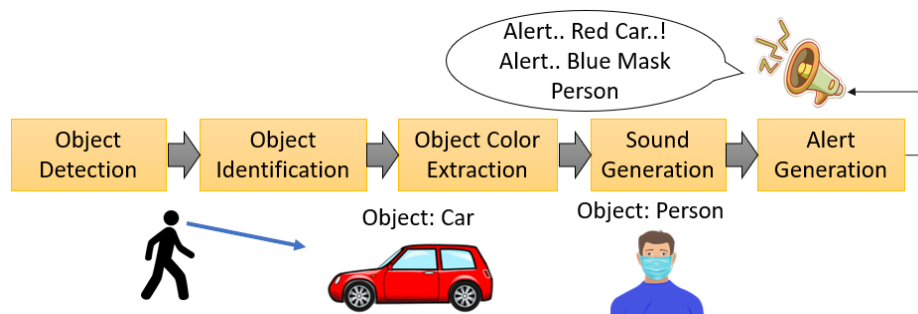 Alert.. Red Car..!
Alert.. Blue Mask
Person
Object
Detection
Object
Identification
Object Color
Extraction
Sound
Generation
Alert
Generation
Object: Car
Object: Person